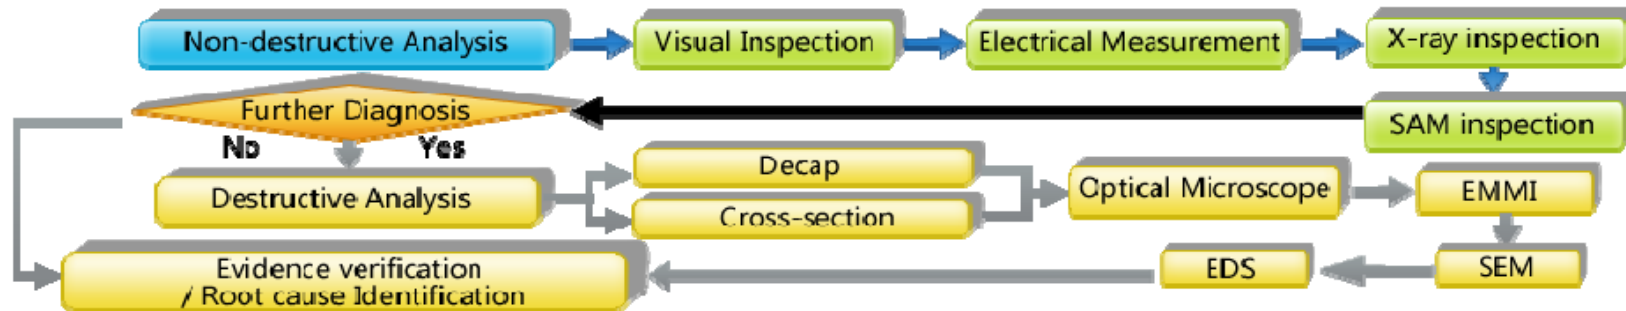 Non-destructive Analysis
Visual Inspection
Electrical Measurement
X-ray inspection
SAM inspection
Further Diagnosis
No
Yes
Destructive Analysis
Decap
Cross-section
Optical Microscope
EMMI
SEM
EDS
Evidence verification
/ Root cause Identification